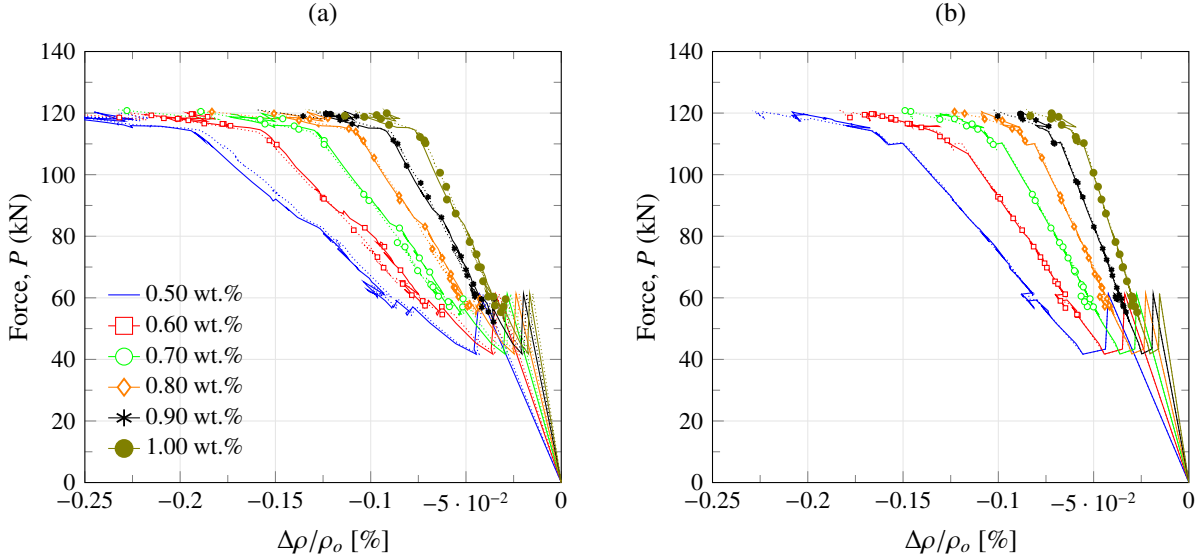 (a)
140
120
100
80
60
40
20
0
Force, P (kN)
0.50 wt.%
0.60 wt.%
0.70 wt.%
0.80 wt.%
0.90 wt.%
1.00 wt.%
−0.25 −0.2 −0.15 −0.1 −5 · 10⁻² 0
Δρ/ρₒ [%]
(b)
140
120
100
80
60
40
20
0
Force, P (kN)
−0.25 −0.2 −0.15 −0.1 −5 · 10⁻² 0
Δρ/ρₒ [%]